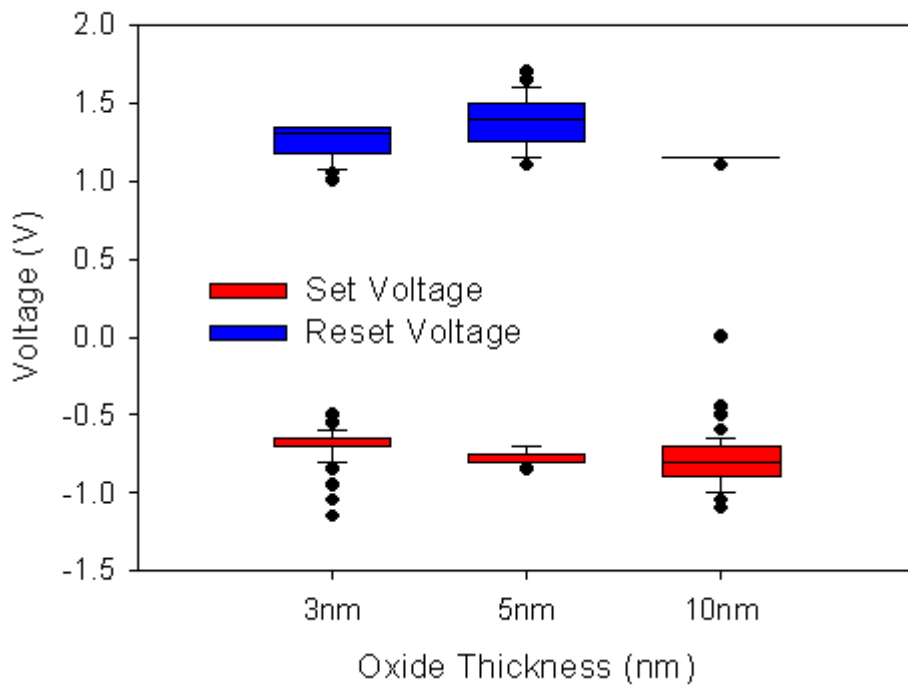 2.0
1.5
1.0
0.5
0.0
-0.5
-1.0
-1.5
Voltage (V)
Set Voltage
Reset Voltage
3nm 5nm 10nm
Oxide Thickness (nm)